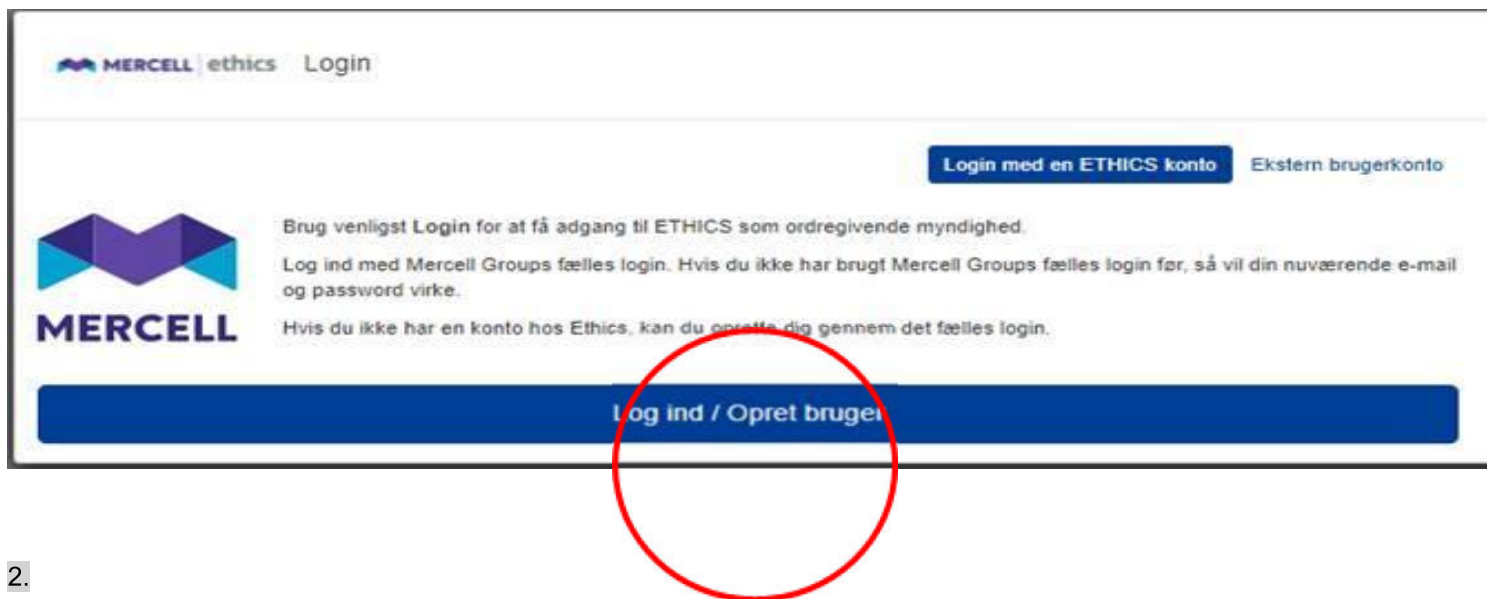 MERCELL ethics Login
Login med en ETHICS konto Ekstern brugerkonto
Brug venligst Login for at få adgang til ETHICS som ordregivende myndighed.
Log ind med Mercell Groups fælles login. Hvis du ikke har brugt Mercell Groups fælles login før, så vil din nuværende e-mail
og password virke.
MERCELL
Hvis du ikke har en konto hos Ethics, kan du oprette dig gennem det fælles login.
Log ind / Opret bruger
2.